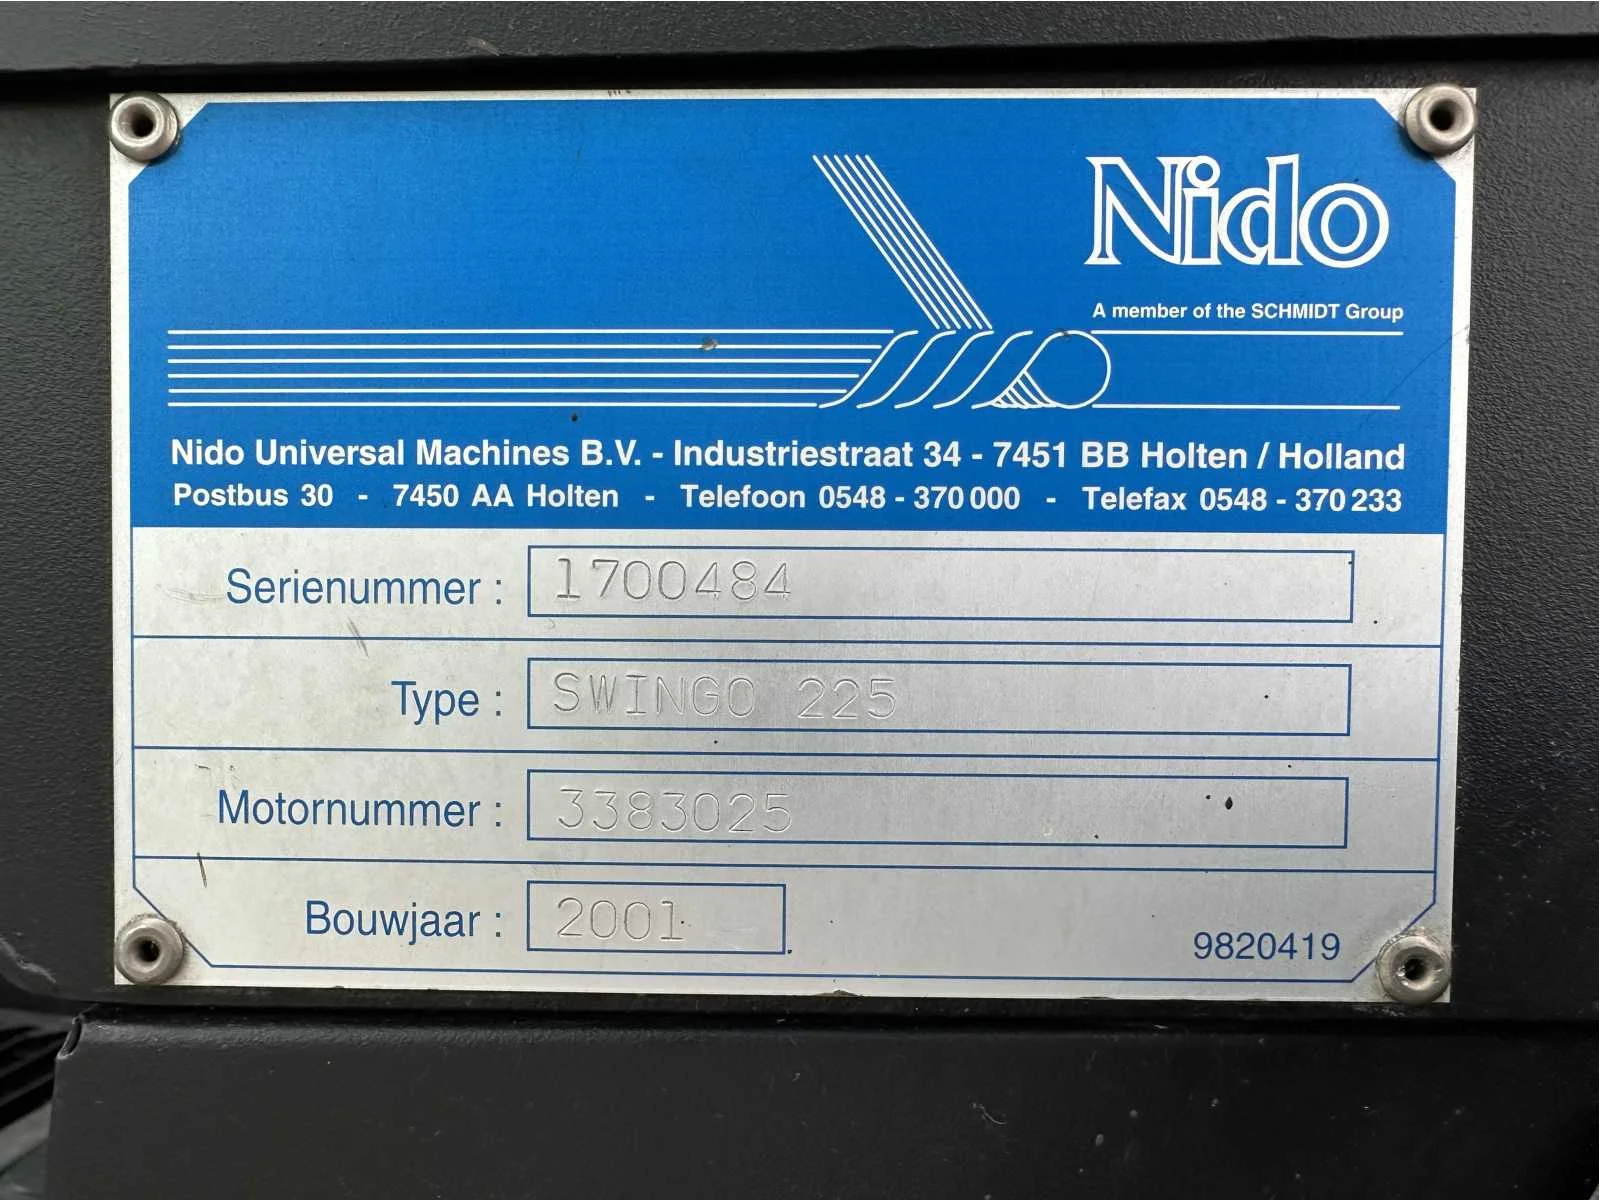 Nido
A member of the SCHMIDT Group
Nido Universal Machines B.V. - Industriestraat 34 - 7451 BB Holten / Holland
Postbus 30 - 7450 AA Holten - Telefoon 0548 - 370 000 - Telefax 0548 - 370 233
Serienummer : 1700484
Type : SWINGO 225
Motornummer : 3383025
Bouwjaar : 2001
9820419